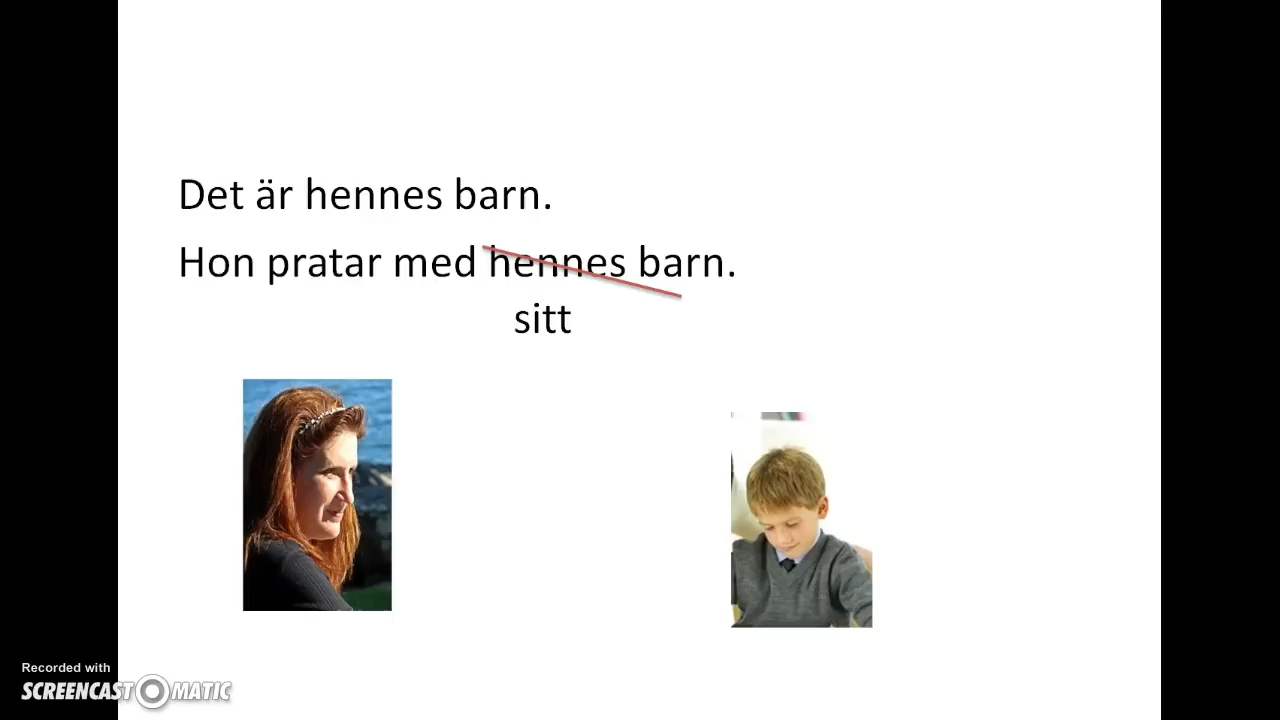 Det är hennes barn.
Hon pratar med hennes barn.
sitt
Recorded with
SCREENCAST-O-MATIC